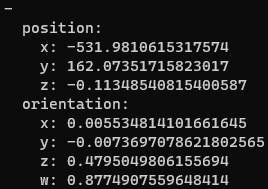 -
  position:
    x: -531.9810615317574
    y: 162.07351715823017
    z: -0.11348540815400587
  orientation:
    x: 0.005534814101661645
    y: -0.0073697078621802565
    z: 0.4795049806155694
    w: 0.8774907559648414